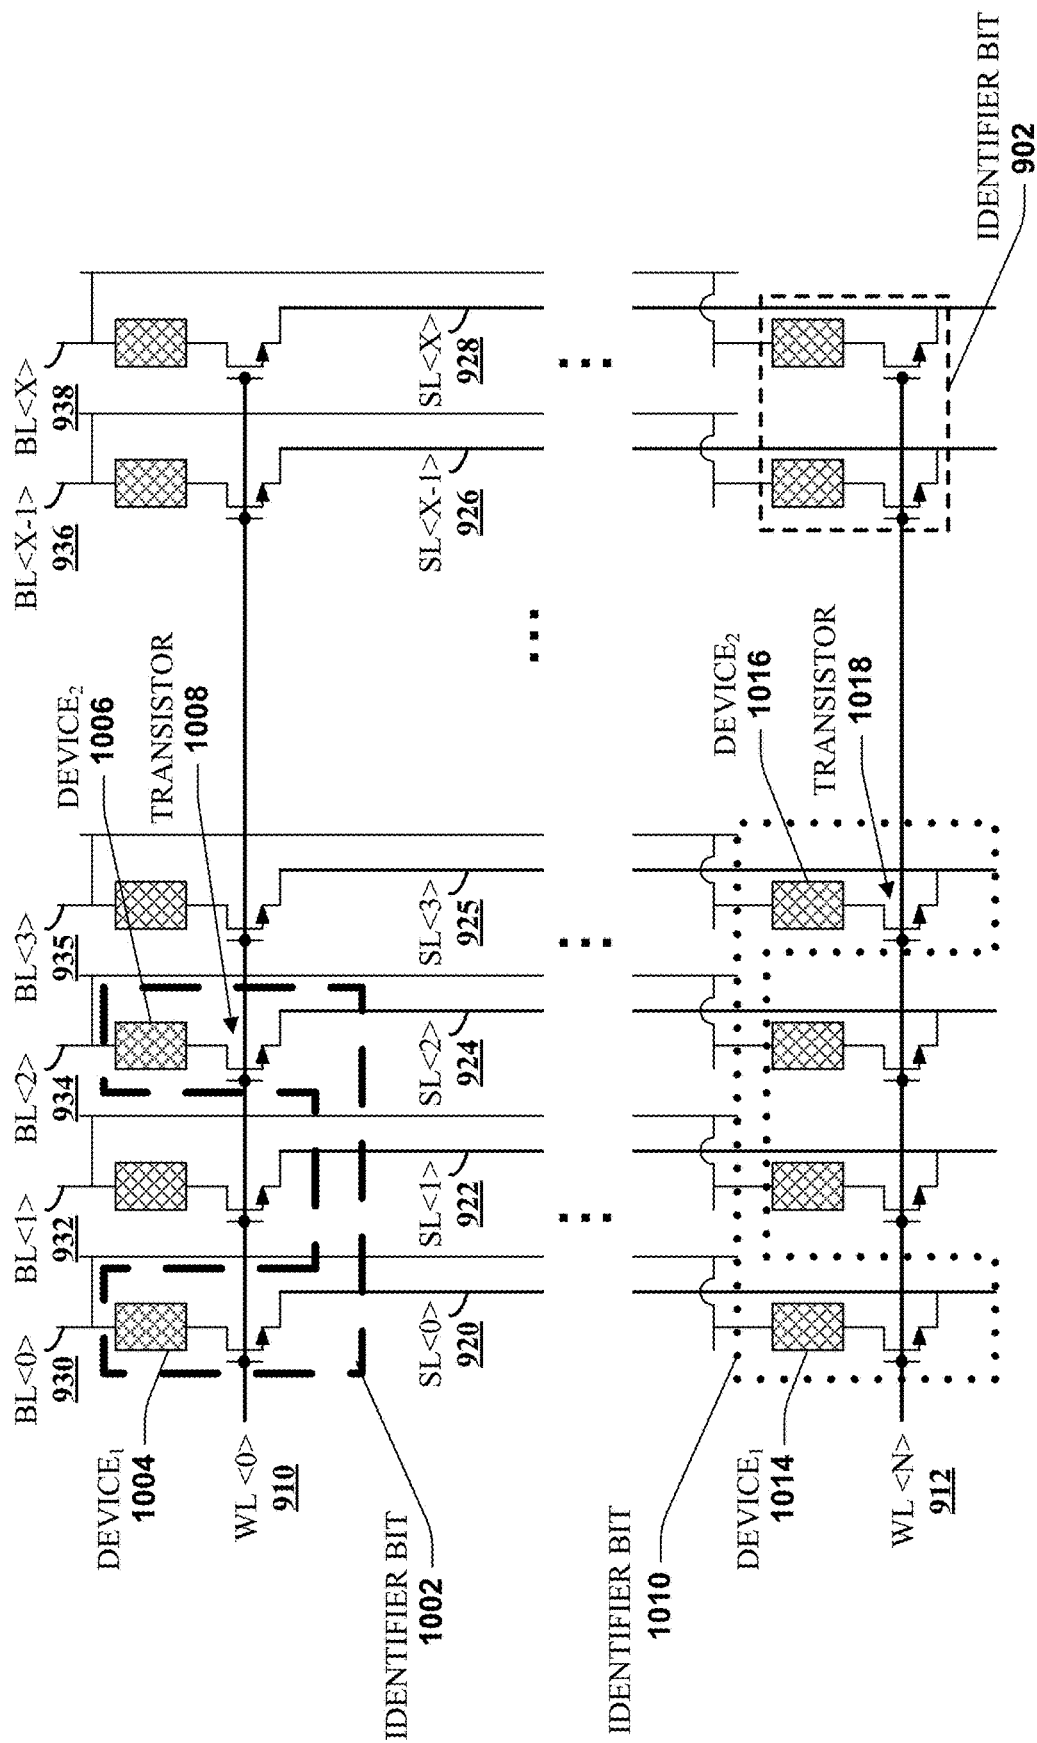 BL<0>
930
BL<1>
932
BL<2>
934
BL<3>
935
BL<X-1>
936
BL<X>
938
DEVICE₁
1004
DEVICE₂
1006
TRANSISTOR
1008
WL <0>
910
IDENTIFIER BIT
1002
SL<0>
920
SL<1>
922
SL<2>
924
SL<3>
925
SL<X-1>
926
SL<X>
928
IDENTIFIER BIT
1010
DEVICE₁
1014
DEVICE₂
1016
TRANSISTOR
1018
WL <N>
912
IDENTIFIER BIT
902